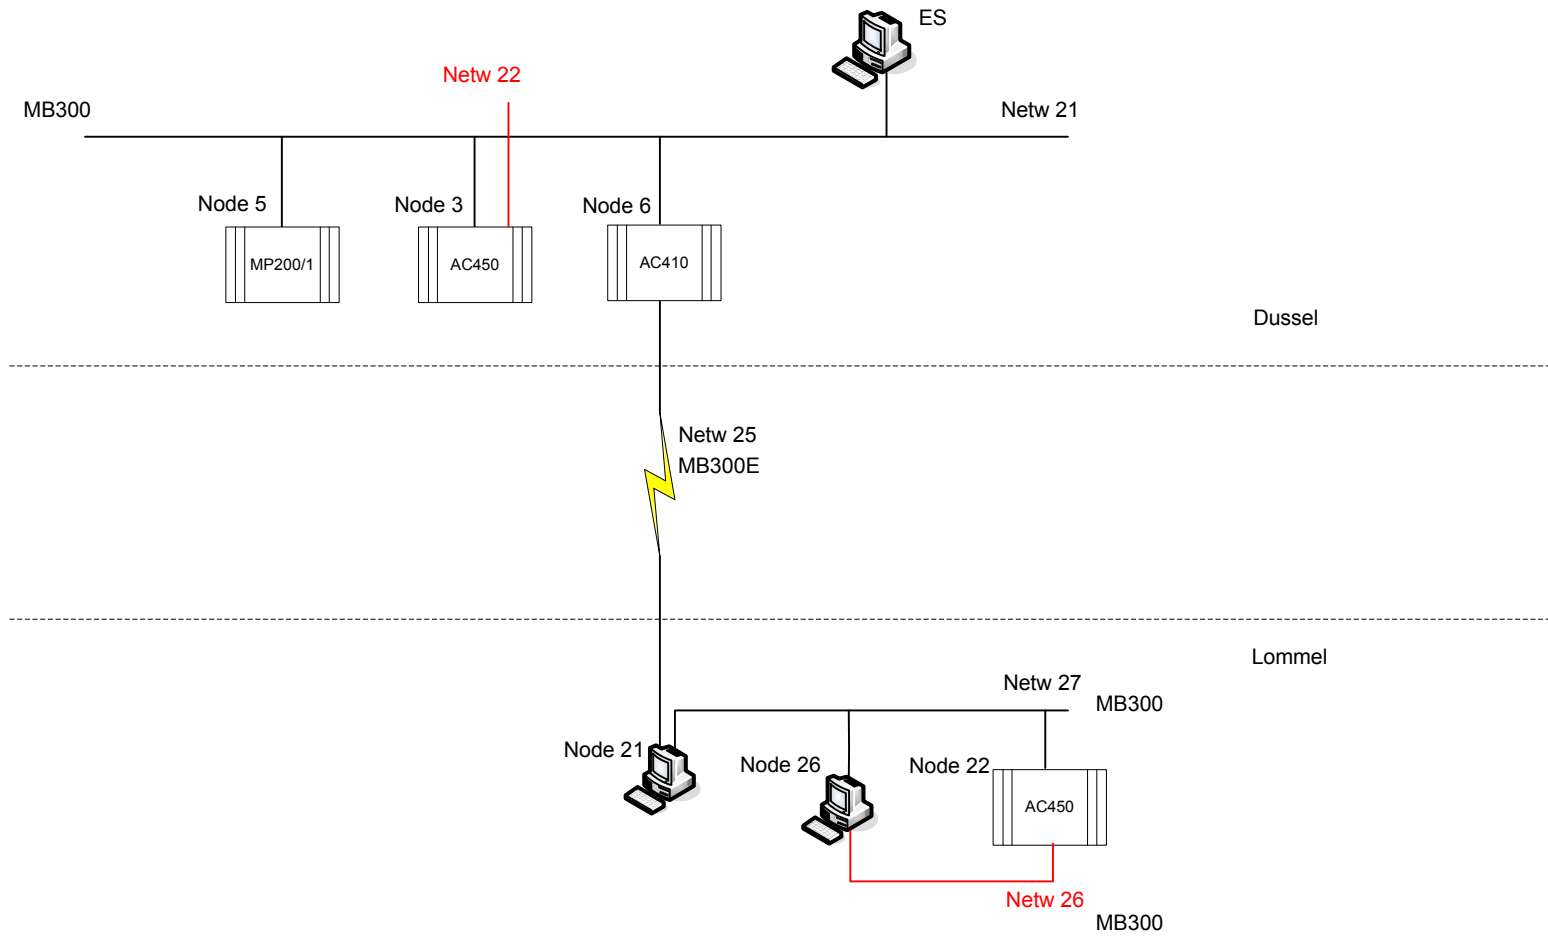 ES
Netw 22
MB300
Netw 21
Node 5
Node 3
Node 6
MP200/1
AC450
AC410
Dussel
Netw 25
MB300E
Lommel
Netw 27
MB300
Node 21
Node 26
Node 22
AC450
Netw 26
MB300